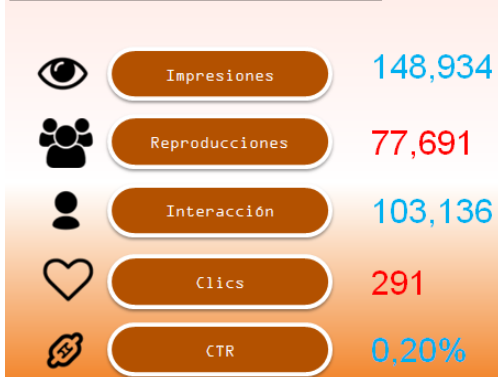 Impresiones 148,934
Reproducciones 77,691
Interacción 103,136
Clics 291
CTR 0,20%